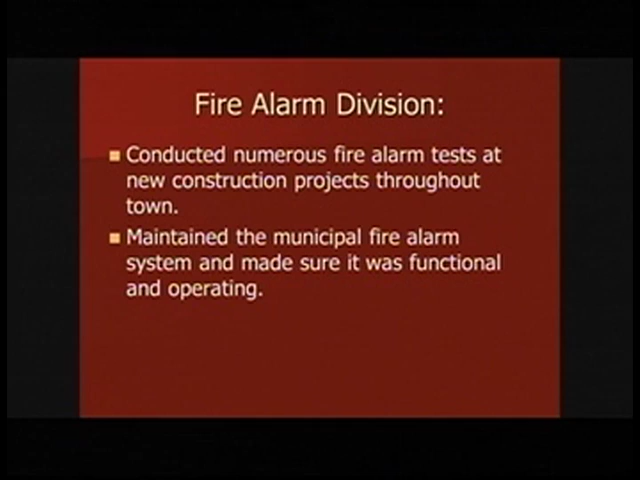 Fire Alarm Division:
Conducted numerous fire alarm tests at
new construction projects throughout
town.
Maintained the municipal fire alarm
system and made sure it was functional
and operating.